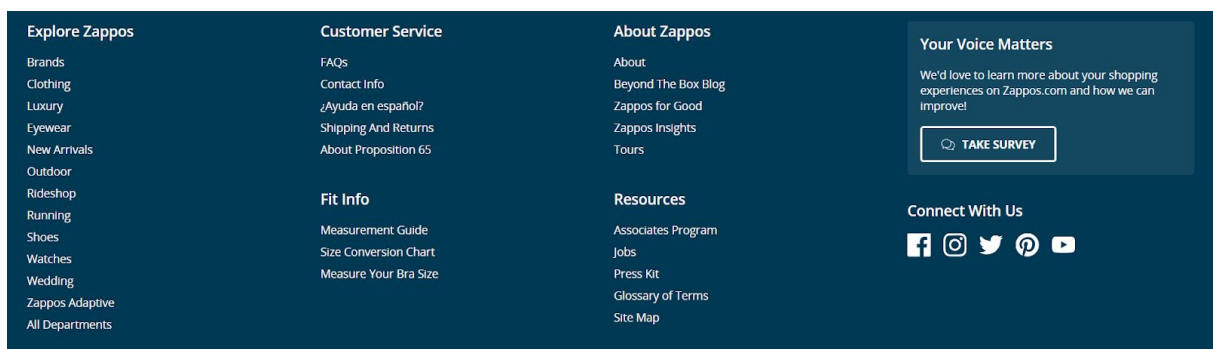 Explore Zappos
Brands
Clothing
Luxury
Eyewear
New Arrivals
Outdoor
Rideshop
Running
Shoes
Watches
Wedding
Zappos Adaptive
All Departments
Customer Service
FAQs
Contact Info
¿Ayuda en español?
Shipping And Returns
About Proposition 65
Fit Info
Measurement Guide
Size Conversion Chart
Measure Your Bra Size
About Zappos
About
Beyond The Box Blog
Zappos for Good
Zappos Insights
Tours
Resources
Associates Program
Jobs
Press Kit
Glossary of Terms
Site Map
Your Voice Matters
We'd love to learn more about your shopping
experiences on Zappos.com and how we can
improve!
TAKE SURVEY
Connect With Us